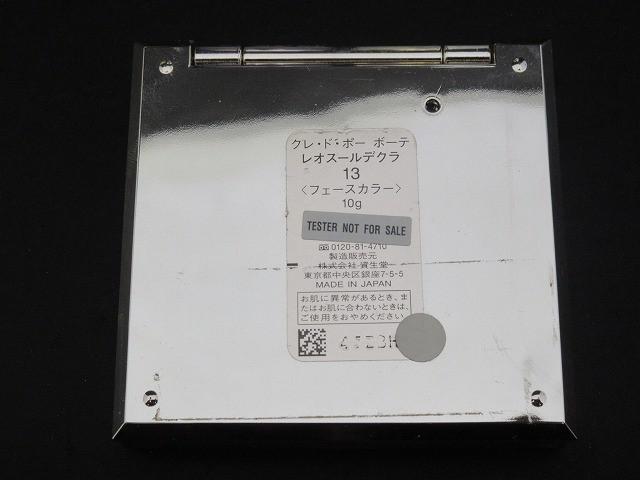 クレ・ド・ポー ボーテ
レオスールデクラ
13
〈フェースカラー〉
10g
TESTER NOT FOR SALE
0120-81-4710
製造販売元
株式会社 資生堂
東京都中央区銀座7-5-5
MADE IN JAPAN
お肌に異常があるとき、ま
たはお肌に合わないときは、
ご使用をおやめください。